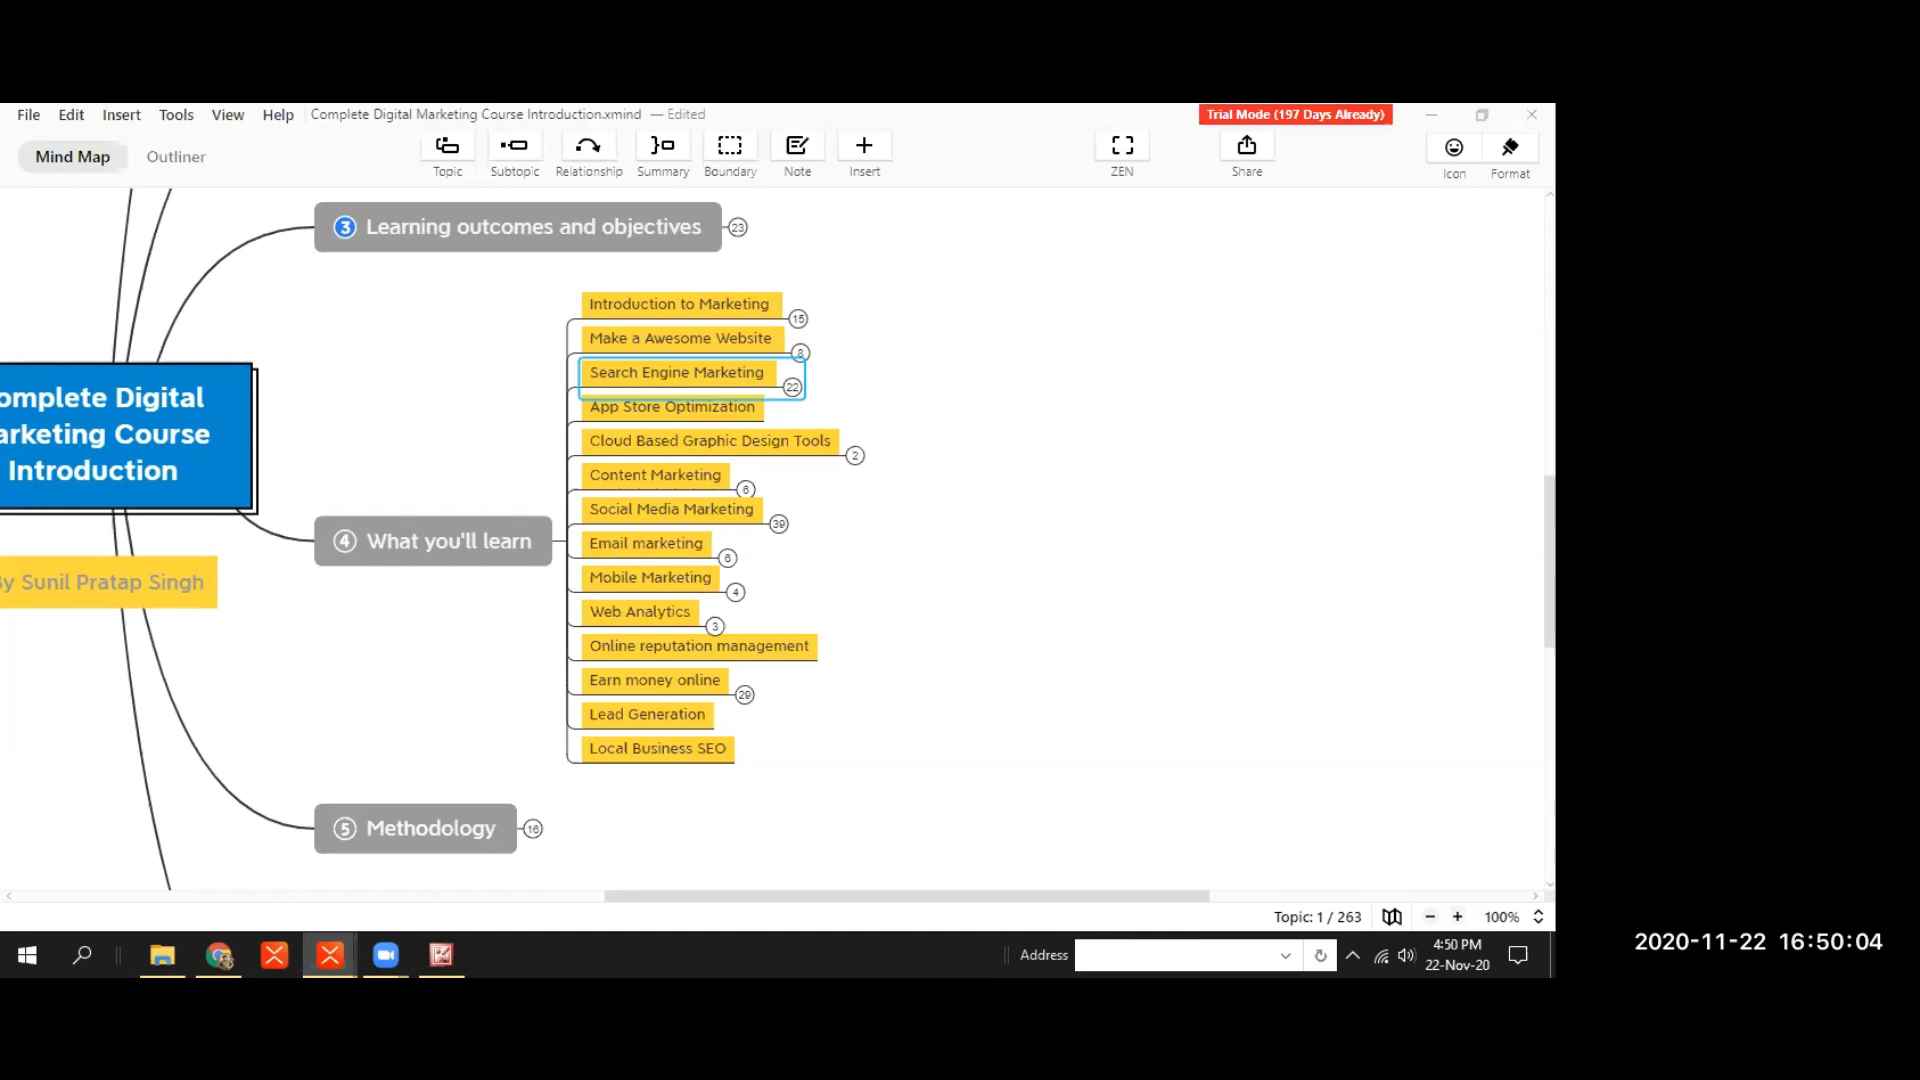 File Edit Insert Tools View Help Complete Digital Marketing Course Introduction.xmind — Edited Trial Mode (197 Days Already)
Mind Map Outliner
Topic Subtopic Relationship Summary Boundary Note Insert ZEN Share Icon Format
3 Learning outcomes and objectives 23
Introduction to Marketing 15
Make a Awesome Website 8
Search Engine Marketing 22
App Store Optimization
Cloud Based Graphic Design Tools 2
Content Marketing 6
Social Media Marketing 39
Email marketing 6
Mobile Marketing 4
Web Analytics 3
Online reputation management
Earn money online 29
Lead Generation
Local Business SEO
omplete Digital
arketing Course
Introduction
4 What you'll learn
y Sunil Pratap Singh
5 Methodology 16
Topic: 1 / 263 100%
Address
4:50 PM
22-Nov-20
2020-11-22 16:50:04